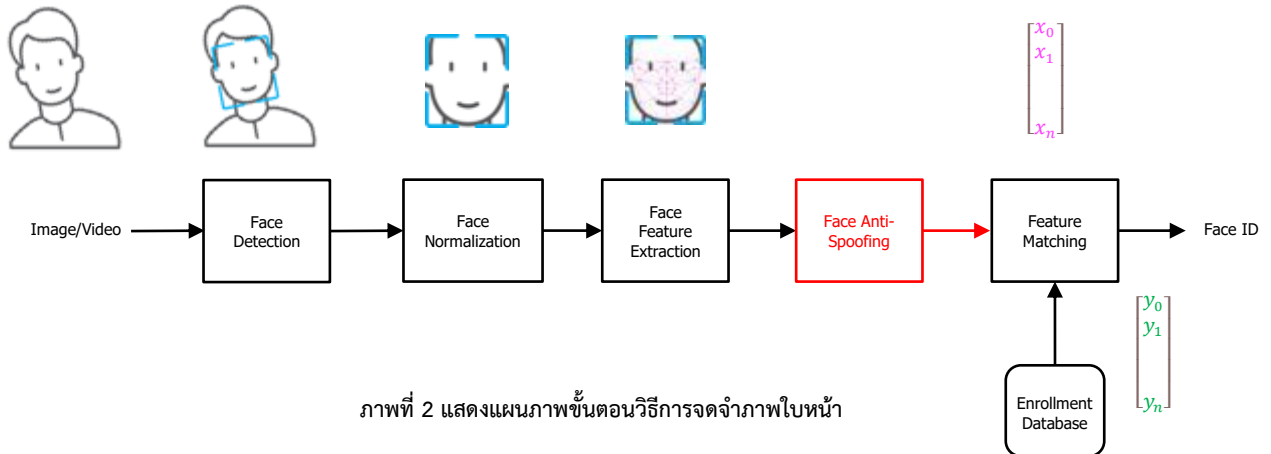 x₀
x₁
xₙ
Image/Video
Face
Detection
Face
Normalization
Face
Feature
Extraction
Face Anti-
Spoofing
Feature
Matching
Face ID
y₀
y₁
yₙ
Enrollment
Database
ภาพที่ 2 แสดงแผนภาพขั้นตอนวิธีการจดจำภาพใบหน้า